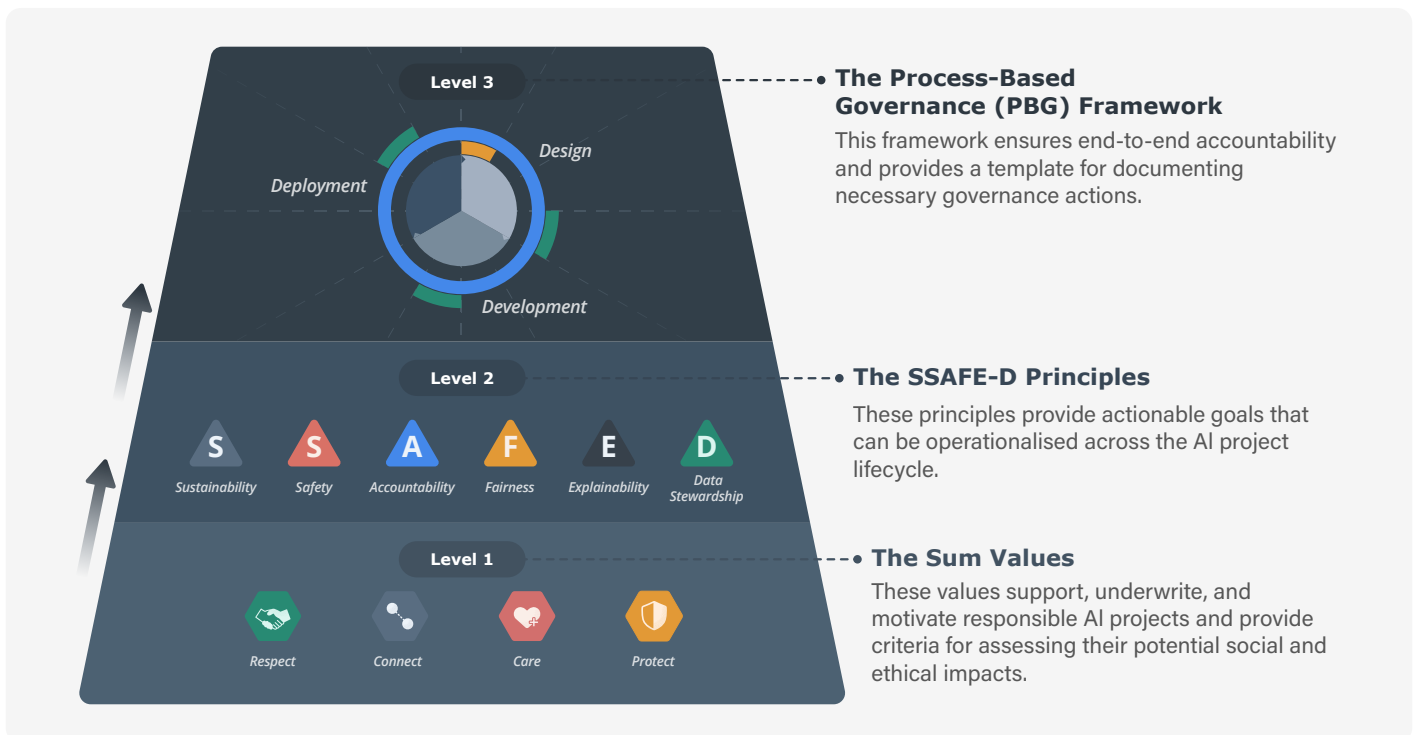 Level 3
The Process-Based
Governance (PBG) Framework
This framework ensures end-to-end accountability
and provides a template for documenting
necessary governance actions.
Design
Deployment
Development
Level 2
The SSAFE-D Principles
These principles provide actionable goals that
can be operationalised across the AI project
lifecycle.
S
S
A
F
E
D
Sustainability
Safety
Accountability
Fairness
Explainability
Data
Stewardship
Level 1
The Sum Values
These values support, underwrite, and
motivate responsible AI projects and provide
criteria for assessing their potential social and
ethical impacts.
Respect
Connect
Care
Protect